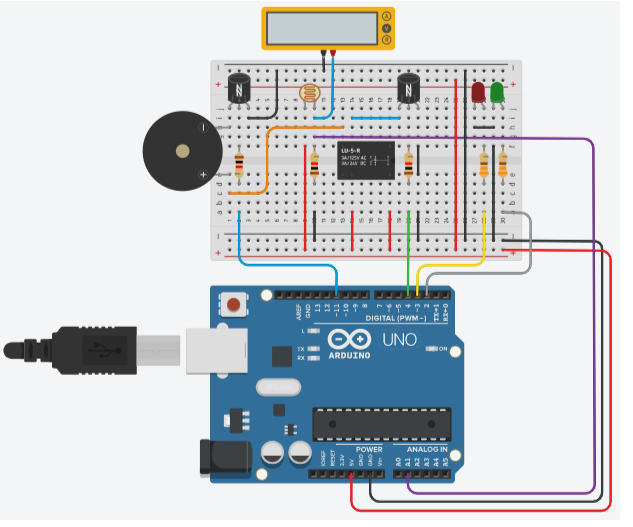 A
V
R
N
N
LU-5-R
3A/125V AC
3A/24V DC
AREF
GND
13
12
~11
~10
~9
8
7
~6
~5
4
~3
2
TX→1
RX←0
DIGITAL (PWM~)
L
TX
RX
ARDUINO
UNO
ON
POWER
ANALOG IN
IOREF
RESET
3.3V
5V
GND
GND
Vin
A0
A1
A2
A3
A4
A5